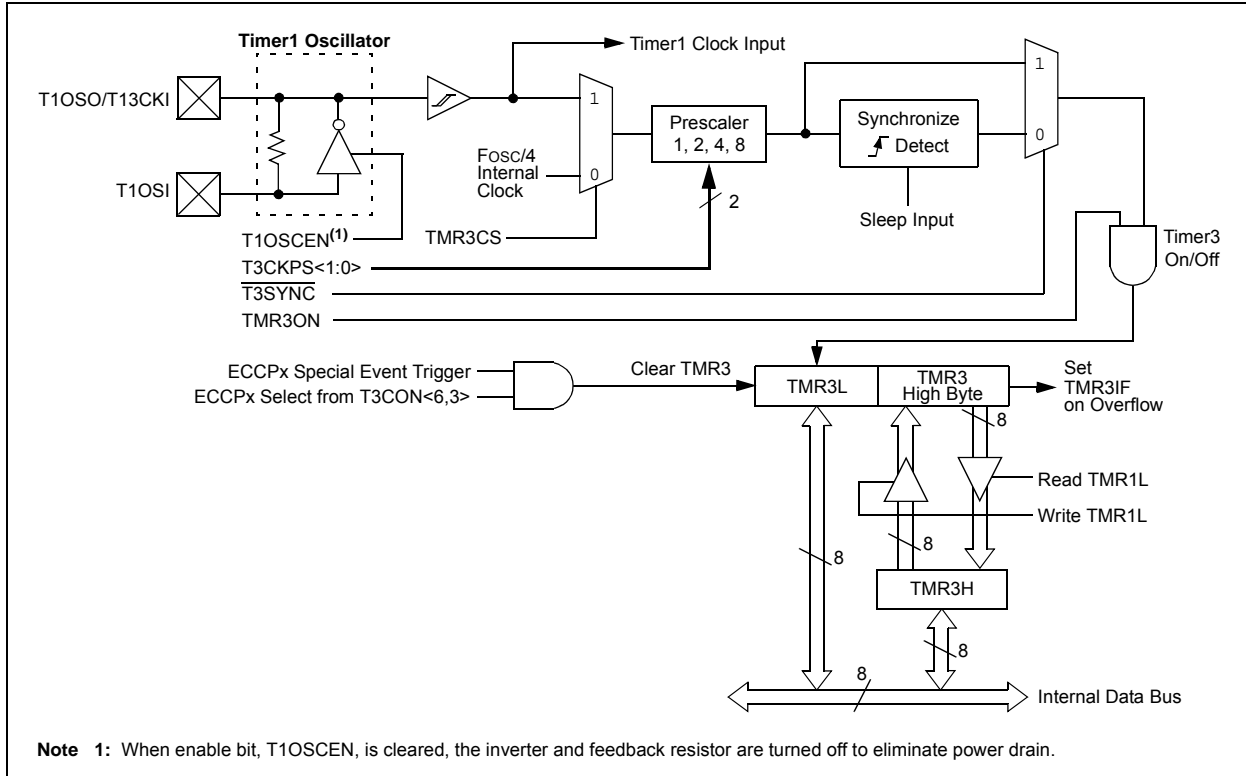 Timer1 Oscillator
Timer1 Clock Input
T1OSO/T13CKI
1
1
Prescaler
1, 2, 4, 8
Synchronize
Detect
FOSC/4
Internal
Clock
0
0
T1OSI
2
Sleep Input
T1OSCEN(1)
TMR3CS
Timer3
On/Off
T3CKPS<1:0>
T3SYNC
TMR3ON
ECCPx Special Event Trigger
ECCPx Select from T3CON<6,3>
Clear TMR3
TMR3L
TMR3
High Byte
Set
TMR3IF
on Overflow
8
Read TMR1L
Write TMR1L
8
8
TMR3H
8
8
Internal Data Bus
Note 1: When enable bit, T1OSCEN, is cleared, the inverter and feedback resistor are turned off to eliminate power drain.